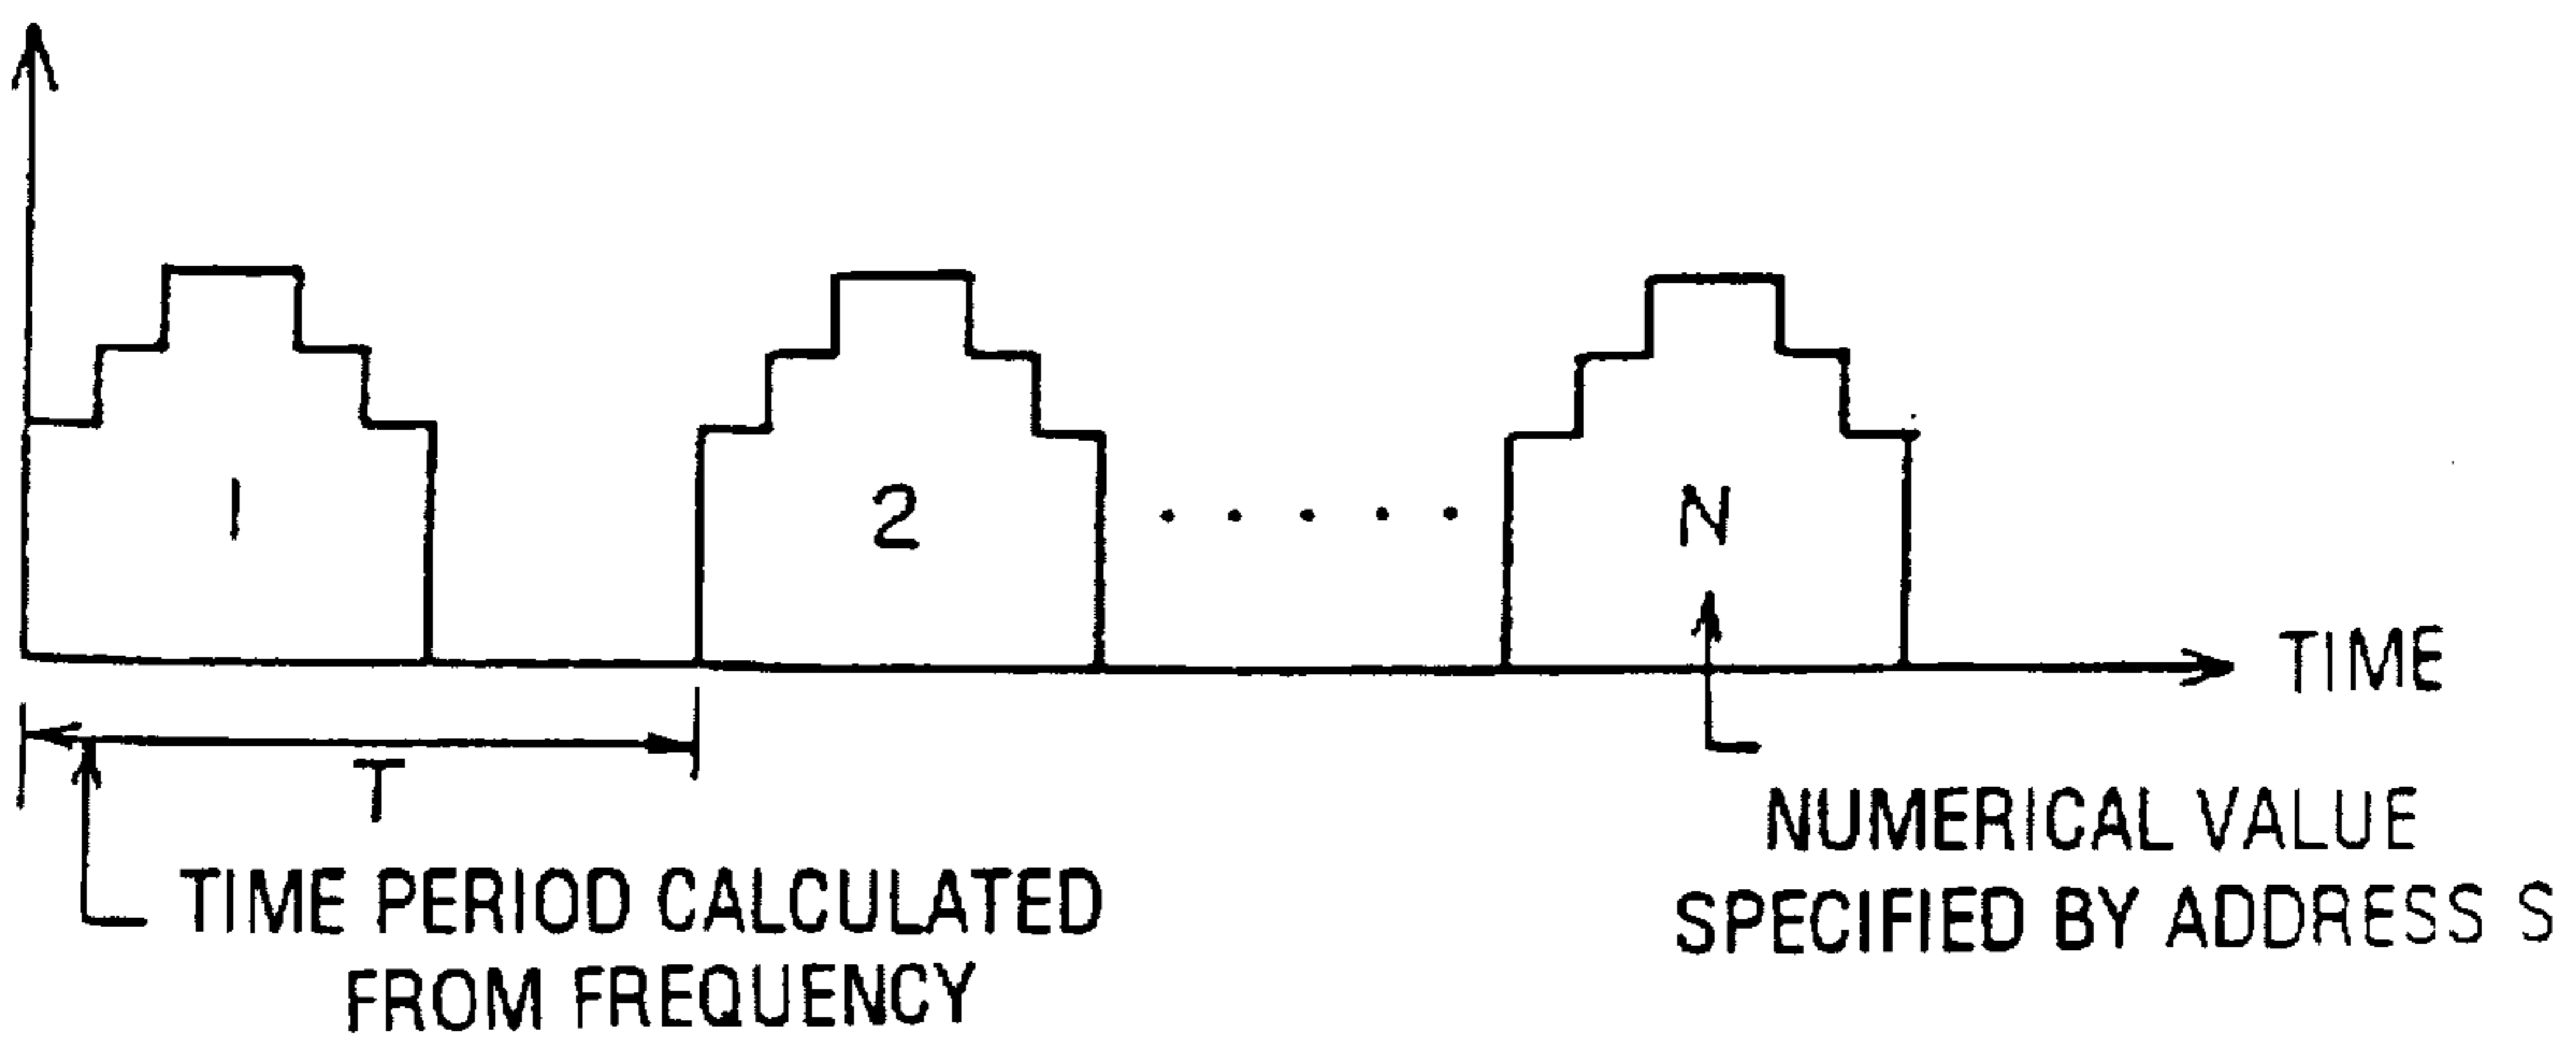 1
2
N
TIME
T
TIME PERIOD CALCULATED
FROM FREQUENCY
NUMERICAL VALUE
SPECIFIED BY ADDRESS S